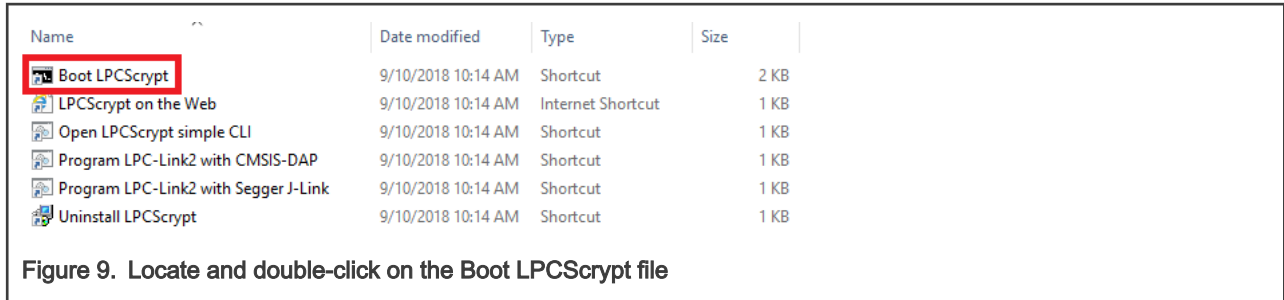 Name Date modified Type Size
Boot LPCScrypt 9/10/2018 10:14 AM Shortcut 2 KB
LPCScrypt on the Web 9/10/2018 10:14 AM Internet Shortcut 1 KB
Open LPCScrypt simple CLI 9/10/2018 10:14 AM Shortcut 1 KB
Program LPC-Link2 with CMSIS-DAP 9/10/2018 10:14 AM Shortcut 1 KB
Program LPC-Link2 with Segger J-Link 9/10/2018 10:14 AM Shortcut 1 KB
Uninstall LPCScrypt 9/10/2018 10:14 AM Shortcut 1 KB
Figure 9. Locate and double-click on the Boot LPCScrypt file